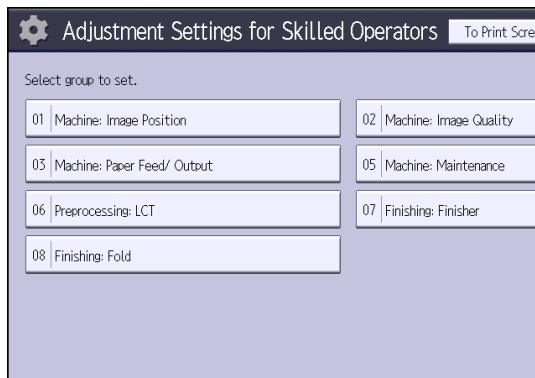 Adjustment Settings for Skilled Operators
To Print Scre
Select group to set.
01 Machine: Image Position
02 Machine: Image Quality
03 Machine: Paper Feed/ Output
05 Machine: Maintenance
06 Preprocessing: LCT
07 Finishing: Finisher
08 Finishing: Fold